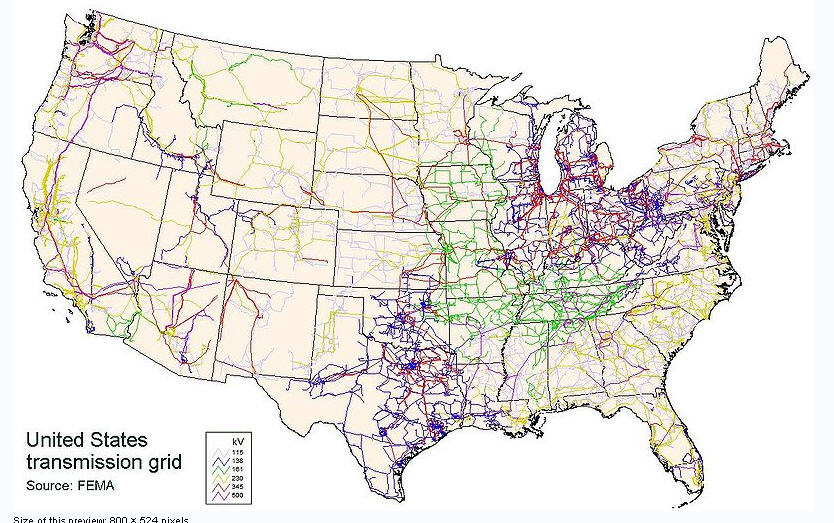 United States
transmission grid
Source: FEMA
kV
115
138
161
230
345
500
Size of this preview: 800 × 524 pixels